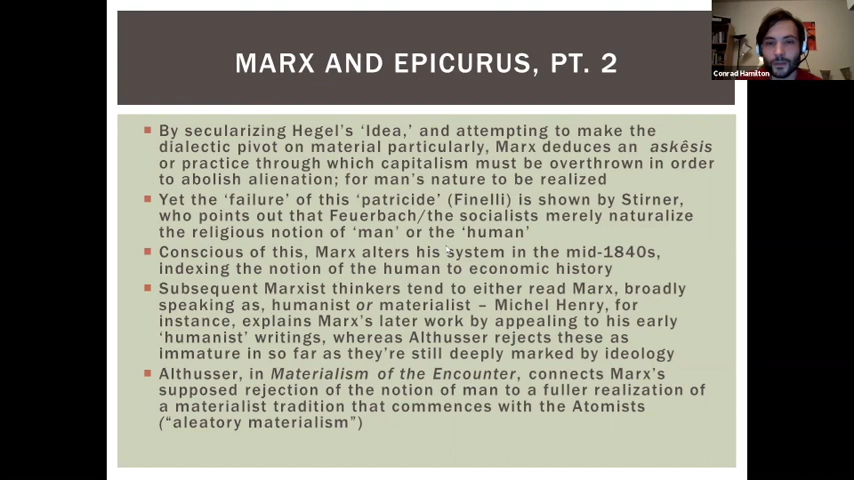 MARX AND EPICURUS, PT. 2
Conrad Hamilton
By secularizing Hegel's 'Idea,' and attempting to make the
dialectic pivot on material particularly, Marx deduces an askêsis
or practice through which capitalism must be overthrown in order
to abolish alienation; for man's nature to be realized
Yet the 'failure' of this 'patricide' (Finelli) is shown by Stirner,
who points out that Feuerbach/the socialists merely naturalize
the religious notion of 'man' or the 'human'
Conscious of this, Marx alters his system in the mid-1840s,
indexing the notion of the human to economic history
Subsequent Marxist thinkers tend to either read Marx, broadly
speaking as, humanist or materialist – Michel Henry, for
instance, explains Marx's later work by appealing to his early
'humanist' writings, whereas Althusser rejects these as
immature in so far as they're still deeply marked by ideology
Althusser, in Materialism of the Encounter, connects Marx's
supposed rejection of the notion of man to a fuller realization of
a materialist tradition that commences with the Atomists
("aleatory materialism")